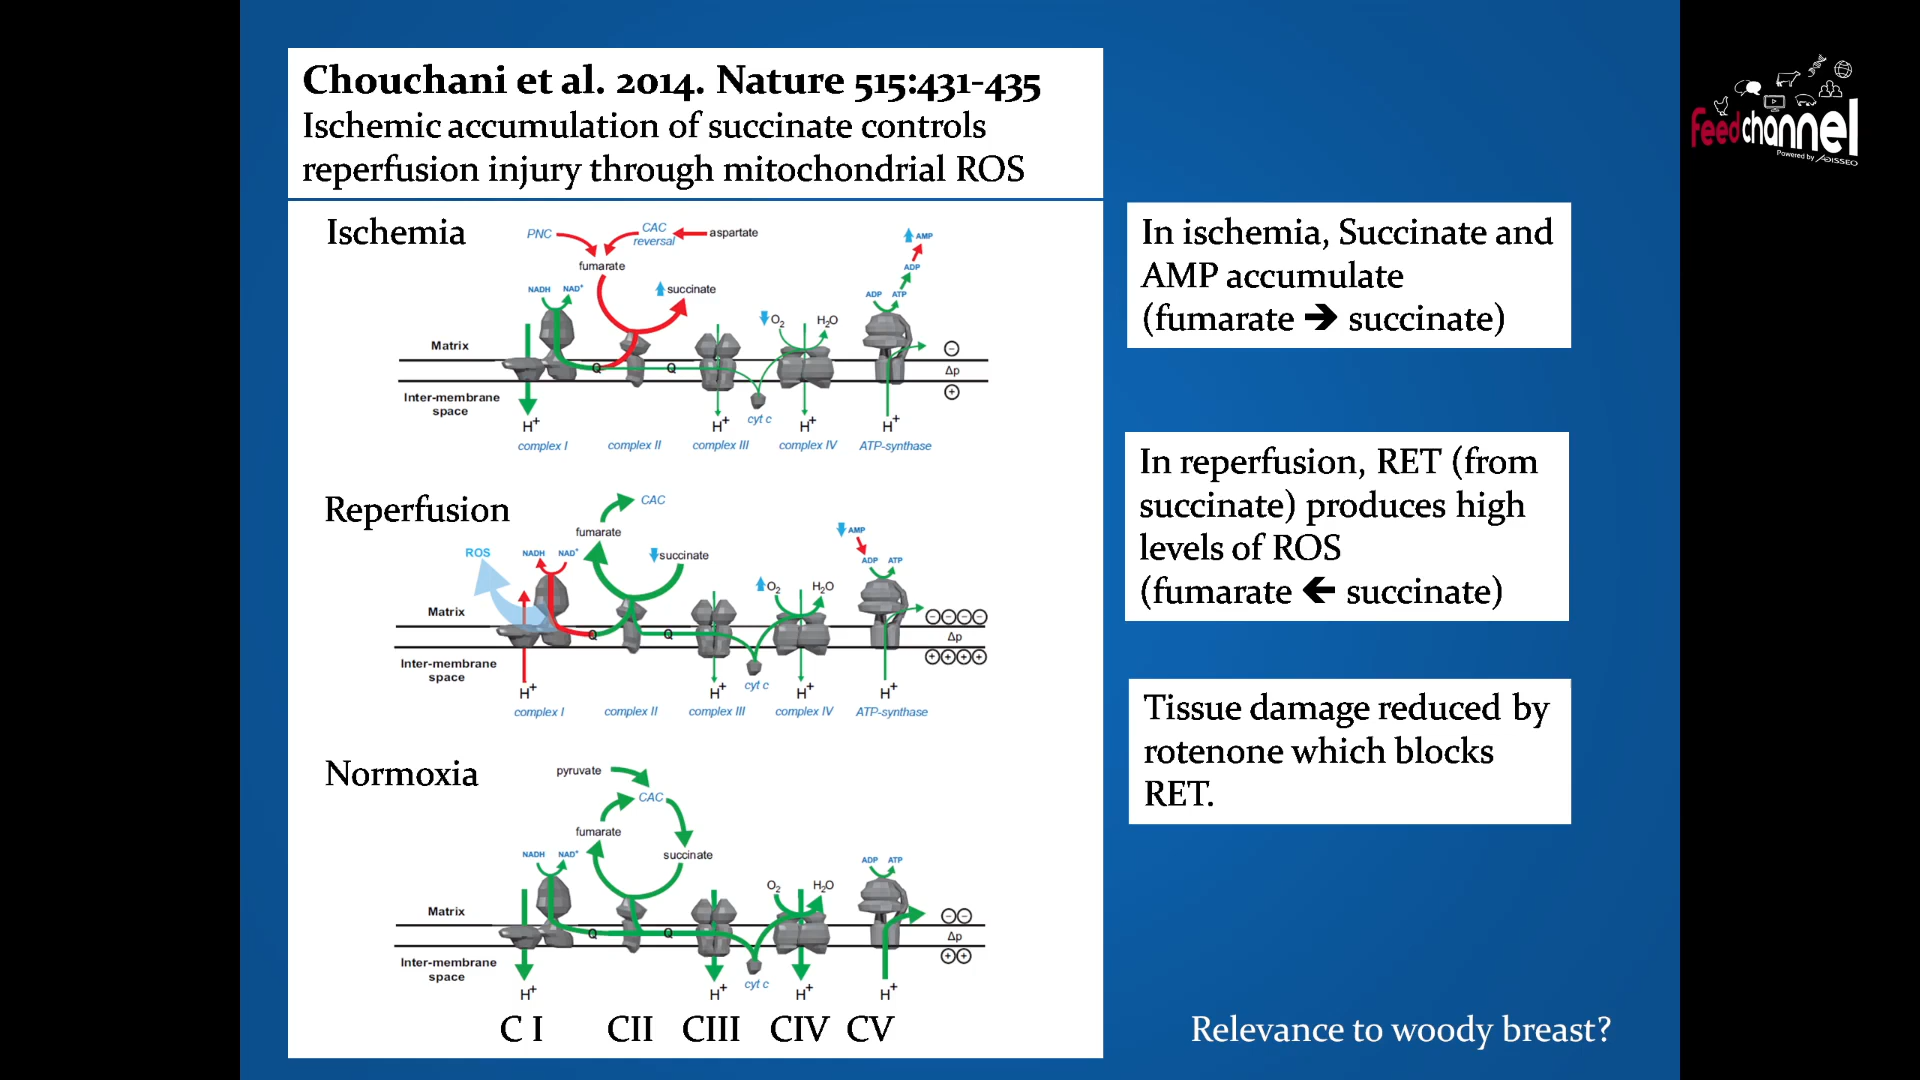 Chouchani et al. 2014. Nature 515:431-435
Ischemic accumulation of succinate controls
reperfusion injury through mitochondrial ROS
feedchannel
Powered by ADISSEO
Ischemia
PNC
CAC
reversal
aspartate
fumarate
NADH
NAD+
succinate
O2
H2O
AMP
ADP
ADP
ATP
Matrix
Q
Q
Δp
Inter-membrane
space
H+
H+
cyt c
H+
H+
complex I
complex II
complex III
complex IV
ATP-synthase
In ischemia, Succinate and
AMP accumulate
(fumarate → succinate)
Reperfusion
CAC
fumarate
ROS
NADH
NAD+
succinate
O2
H2O
AMP
ADP
ATP
Matrix
Q
Q
Δp
Inter-membrane
space
H+
H+
cyt c
H+
H+
complex I
complex II
complex III
complex IV
ATP-synthase
In reperfusion, RET (from
succinate) produces high
levels of ROS
(fumarate ← succinate)
Tissue damage reduced by
rotenone which blocks
RET.
Normoxia
pyruvate
CAC
fumarate
NADH
NAD+
succinate
O2
H2O
ADP
ATP
Matrix
Q
Q
Δp
Inter-membrane
space
H+
H+
cyt c
H+
H+
C I
CII
CIII
CIV
CV
Relevance to woody breast?